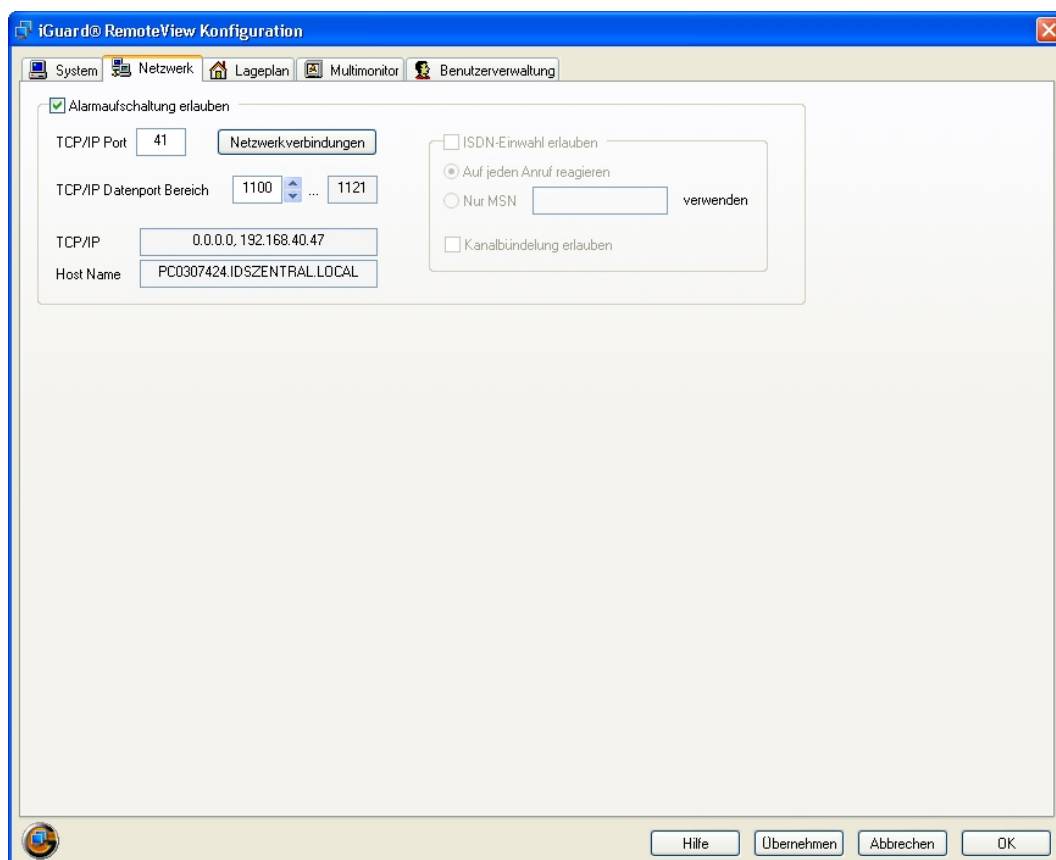 iGuard® RemoteView Konfiguration
System Netzwerk Lageplan Multimonitor Benutzerverwaltung
Alarmaufschaltung erlauben
TCP/IP Port 41 Netzwerkverbindungen
TCP/IP Datenport Bereich 1100 ... 1121
TCP/IP 0.0.0.0, 192.168.40.47
Host Name PC0307424.IDSZENTRAL.LOCAL
ISDN-Einwahl erlauben
Auf jeden Anruf reagieren
Nur MSN verwenden
Kanalbündelung erlauben
Hilfe Übernehmen Abbrechen OK